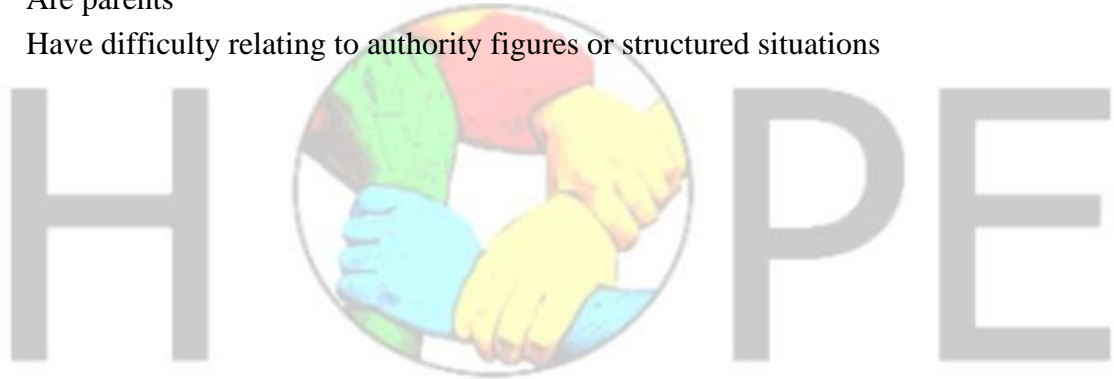 Are parents
Have difficulty relating to authority figures or structured situations
H PE